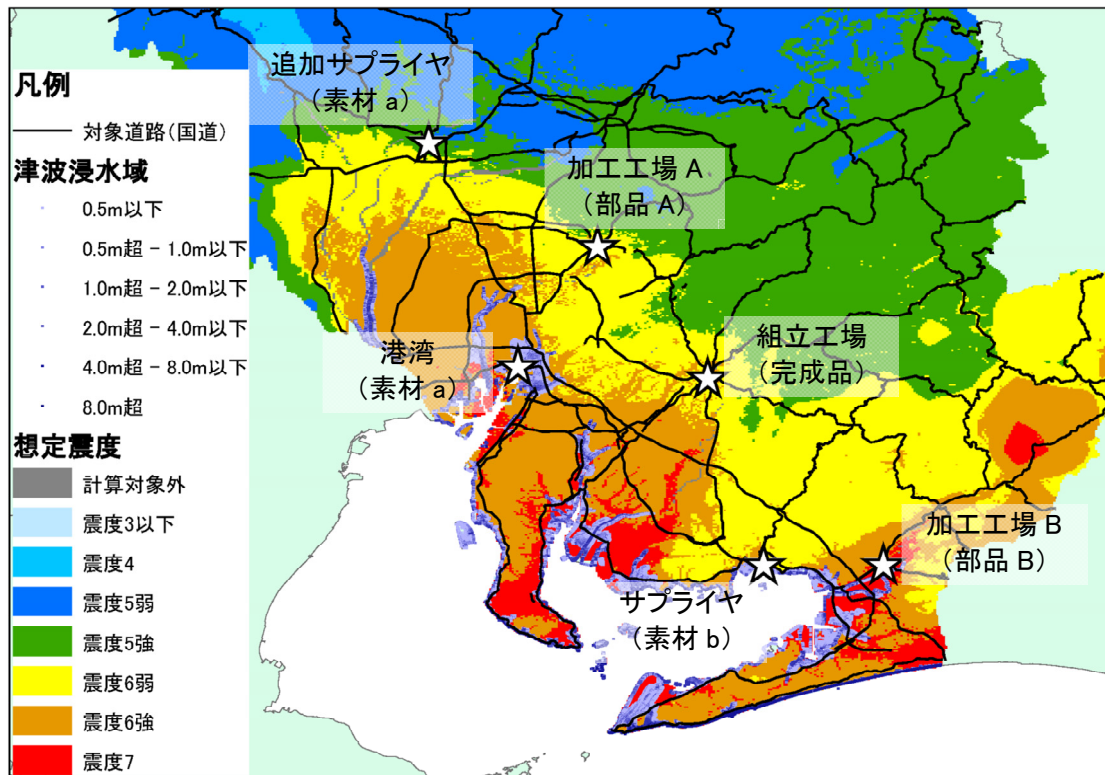 凡例
対象道路(国道)
津波浸水域
0.5m以下
0.5m超 − 1.0m以下
1.0m超 − 2.0m以下
2.0m超 − 4.0m以下
4.0m超 − 8.0m以下
8.0m超
想定震度
計算対象外
震度3以下
震度4
震度5弱
震度5強
震度6弱
震度6強
震度7
追加サプライヤ
(素材 a)
加工工場 A
(部品 A)
港湾
(素材 a)
組立工場
(完成品)
加工工場 B
(部品 B)
サプライヤ
(素材 b)